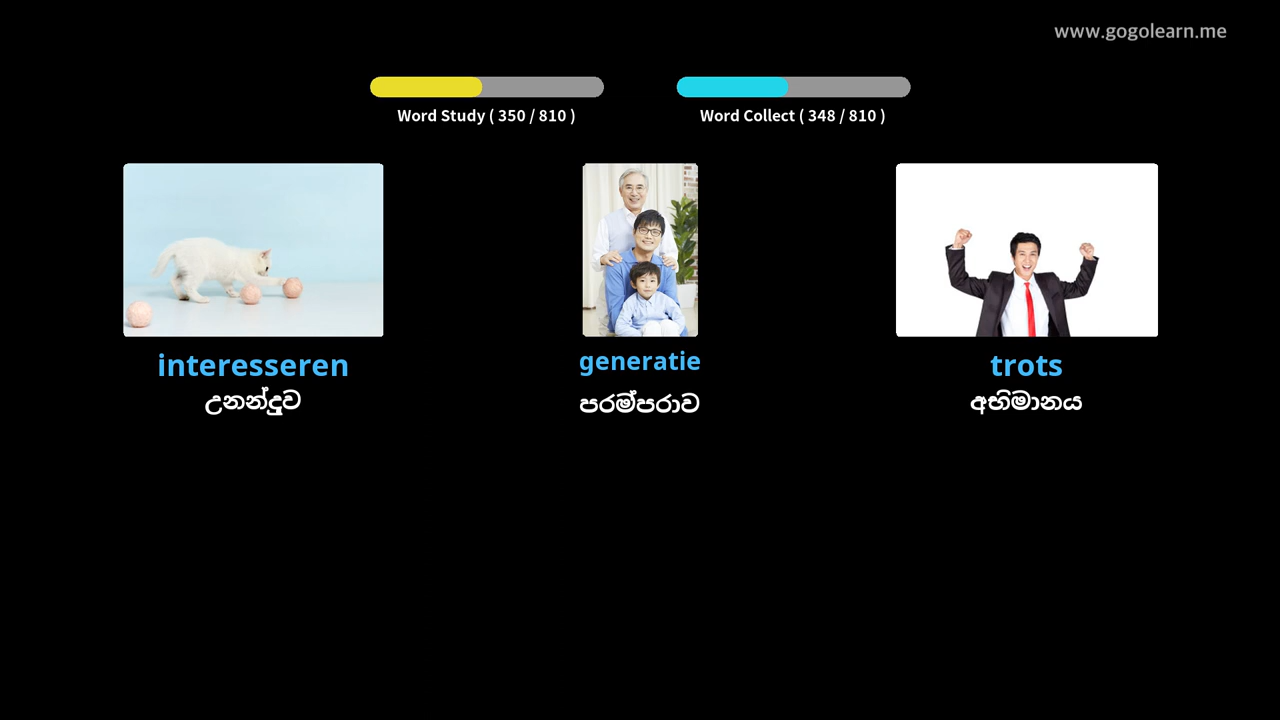 www.gogolearn.me
Word Study ( 350 / 810 )
Word Collect ( 348 / 810 )
interesseren
generatie
trots
උනන්දුව
පරම්පරාව
අභිමානය